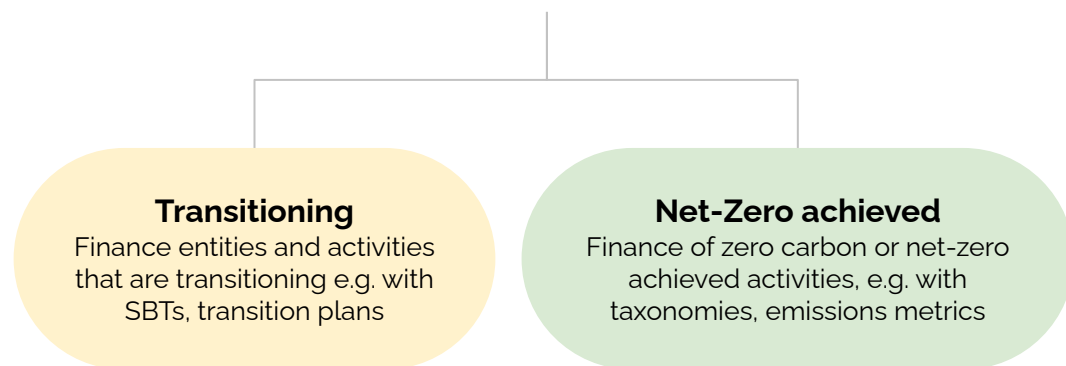 Transitioning
Finance entities and activities
that are transitioning e.g. with
SBTs, transition plans
Net-Zero achieved
Finance of zero carbon or net-zero
achieved activities, e.g. with
taxonomies, emissions metrics